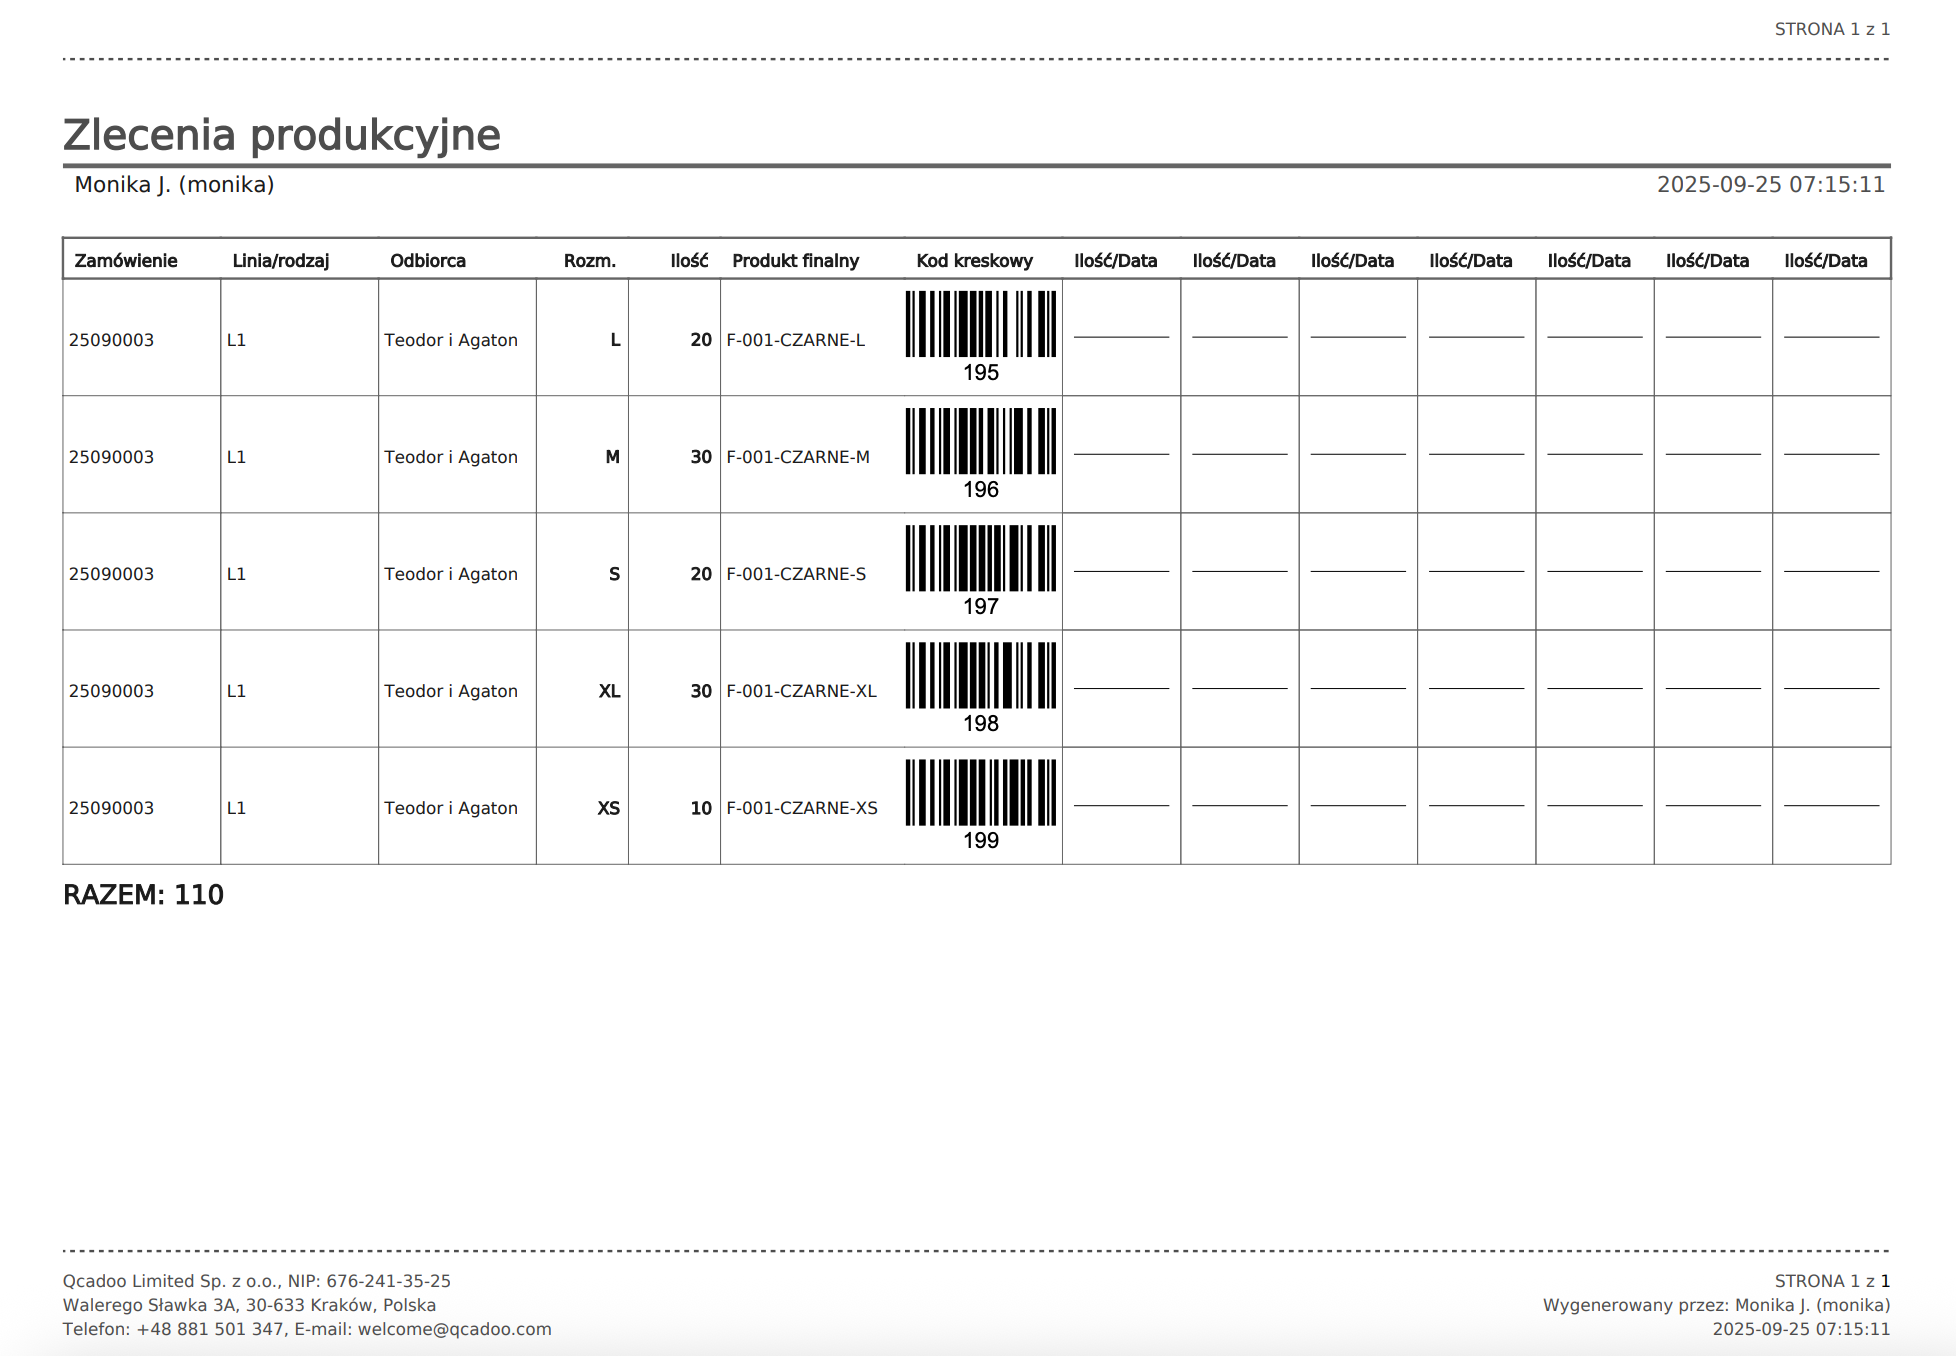 STRONA 1 z 1
Zlecenia produkcyjne
Monika J. (monika) 2025-09-25 07:15:11
Zamówienie Linia/rodzaj Odbiorca Rozm. Ilość Produkt finalny Kod kreskowy Ilość/Data Ilość/Data Ilość/Data Ilość/Data Ilość/Data Ilość/Data Ilość/Data
25090003 L1 Teodor i Agaton L 20 F-001-CZARNE-L
195
25090003 L1 Teodor i Agaton M 30 F-001-CZARNE-M
196
25090003 L1 Teodor i Agaton S 20 F-001-CZARNE-S
197
25090003 L1 Teodor i Agaton XL 30 F-001-CZARNE-XL
198
25090003 L1 Teodor i Agaton XS 10 F-001-CZARNE-XS
199
RAZEM: 110
Qcadoo Limited Sp. z o.o., NIP: 676-241-35-25 STRONA 1 z 1
Walerego Sławka 3A, 30-633 Kraków, Polska Wygenerowany przez: Monika J. (monika)
Telefon: +48 881 501 347, E-mail: welcome@qcadoo.com 2025-09-25 07:15:11